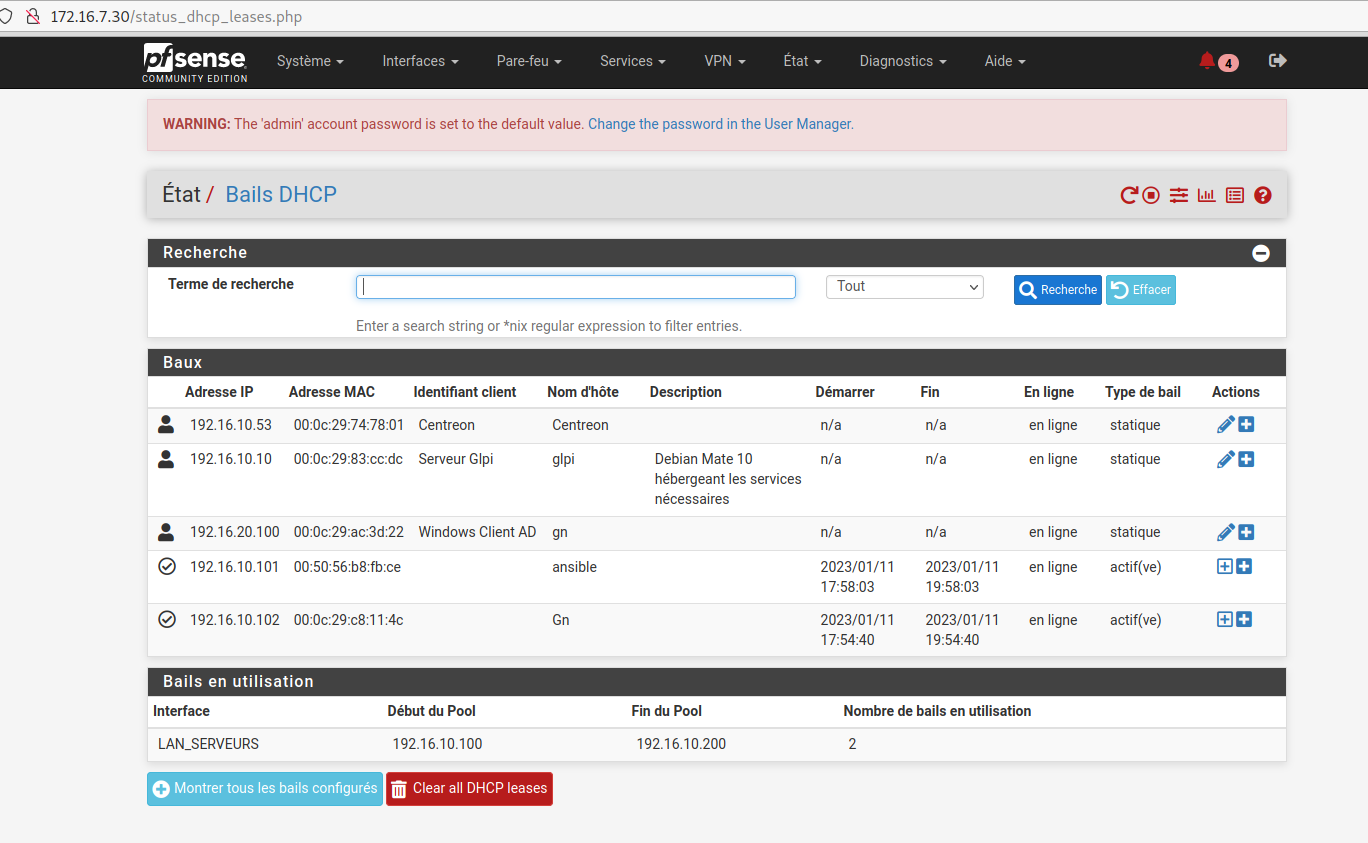 172.16.7.30/status_dhcp_leases.php
pfsense COMMUNITY EDITION
Système Interfaces Pare-feu Services VPN État Diagnostics Aide 4
WARNING: The 'admin' account password is set to the default value. Change the password in the User Manager.
État / Bails DHCP
Recherche
Terme de recherche Tout Recherche Effacer
Enter a search string or *nix regular expression to filter entries.
Baux
Adresse IP Adresse MAC Identifiant client Nom d'hôte Description Démarrer Fin En ligne Type de bail Actions
192.16.10.53 00:0c:29:74:78:01 Centreon Centreon n/a n/a en ligne statique
192.16.10.10 00:0c:29:83:cc:dc Serveur Glpi glpi Debian Mate 10 n/a n/a en ligne statique
hébergeant les services
nécessaires
192.16.20.100 00:0c:29:ac:3d:22 Windows Client AD gn n/a n/a en ligne statique
192.16.10.101 00:50:56:b8:fb:ce ansible 2023/01/11 2023/01/11 en ligne actif(ve)
17:58:03 19:58:03
192.16.10.102 00:0c:29:c8:11:4c Gn 2023/01/11 2023/01/11 en ligne actif(ve)
17:54:40 19:54:40
Bails en utilisation
Interface Début du Pool Fin du Pool Nombre de bails en utilisation
LAN_SERVEURS 192.16.10.100 192.16.10.200 2
Montrer tous les bails configurés Clear all DHCP leases